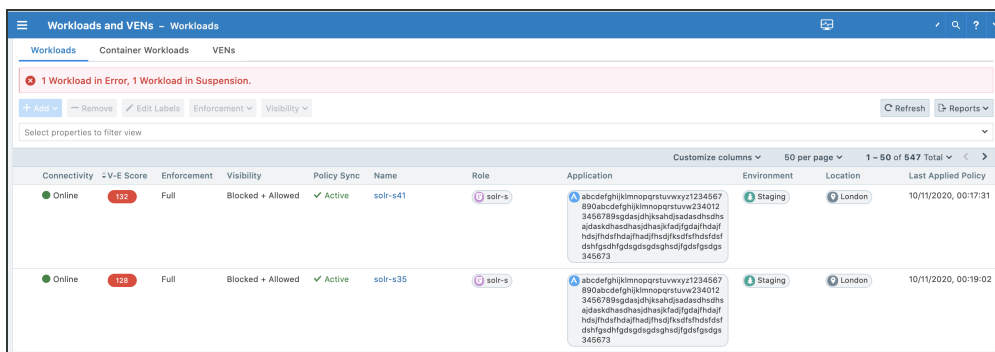 Workloads and VENs – Workloads
?
Workloads Container Workloads VENs
1 Workload in Error, 1 Workload in Suspension.
+ Add — Remove Edit Labels Enforcement Visibility Refresh Reports
Select properties to filter view
Customize columns 50 per page 1 – 50 of 547 Total
Connectivity V-E Score Enforcement Visibility Policy Sync Name Role Application Environment Location Last Applied Policy
Online 132 Full Blocked + Allowed Active solr-s41 solr-s abcdefghijklmnopqrstuvwxyz1234567 Staging London 10/11/2020, 00:17:31
890abcdefghijklmnopqrstuvw234012
3456789sgdasjdhjksahdjsadasdhsdhs
ajdaskdhasdhasjdhasjkfadjfgdajfhdajf
hdsjfhdsfhdajfhadjfhsdjfksdfsfhdsfdsf
dshfgsdhfgdsgdsgdsghsdjfgdsfgsdgs
345673
Online 128 Full Blocked + Allowed Active solr-s35 solr-s abcdefghijklmnopqrstuvwxyz1234567 Staging London 10/11/2020, 00:19:02
890abcdefghijklmnopqrstuvw234012
3456789sgdasjdhjksahdjsadasdhsdhs
ajdaskdhasdhasjdhasjkfadjfgdajfhdajf
hdsjfhdsfhdajfhadjfhsdjfksdfsfhdsfdsf
dshfgsdhfgdsgdsgdsghsdjfgdsfgsdgs
345673